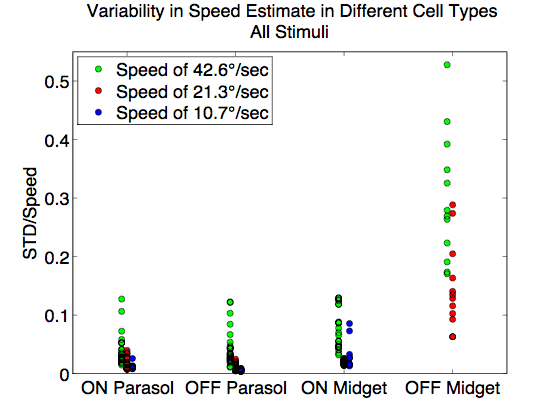 Variability in Speed Estimate in Different Cell Types
All Stimuli
Speed of 42.6°/sec
Speed of 21.3°/sec
Speed of 10.7°/sec
STD/Speed
0.5
0.4
0.3
0.2
0.1
0
ON Parasol OFF Parasol ON Midget OFF Midget